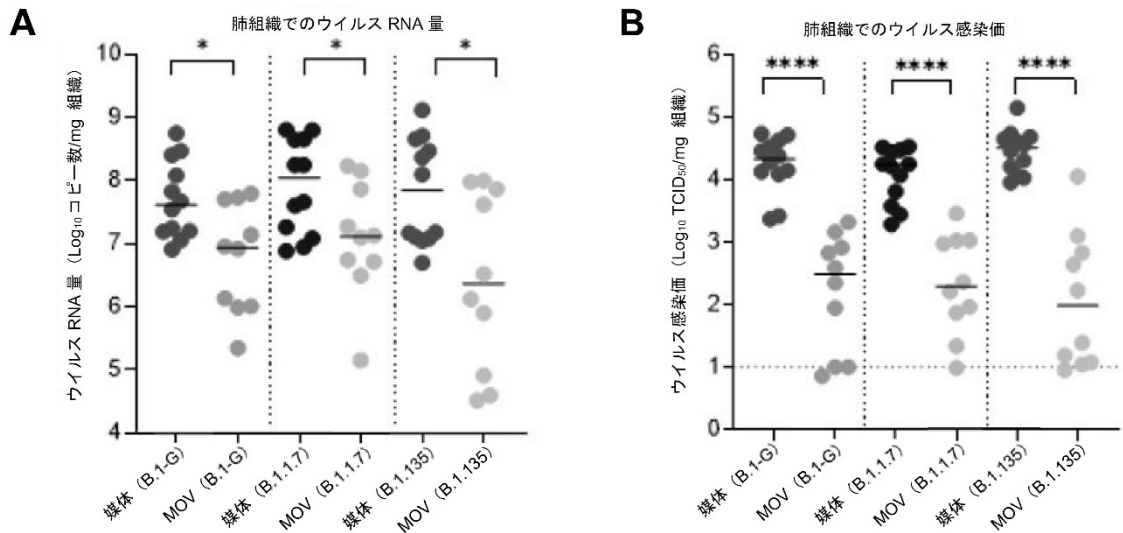 A
肺組織でのウイルス RNA 量
ウイルス RNA 量（Log₁₀ コピー数/mg 組織）
10
9
8
7
6
5
4
*
*
*
媒体（B.1-G）
MOV（B.1-G）
媒体（B.1.1.7）
MOV（B.1.1.7）
媒体（B.1.135）
MOV（B.1.135）
B
肺組織でのウイルス感染価
ウイルス感染価（Log₁₀ TCID₅₀/mg 組織）
6
5
4
3
2
1
0
****
****
****
媒体（B.1-G）
MOV（B.1-G）
媒体（B.1.1.7）
MOV（B.1.1.7）
媒体（B.1.135）
MOV（B.1.135）